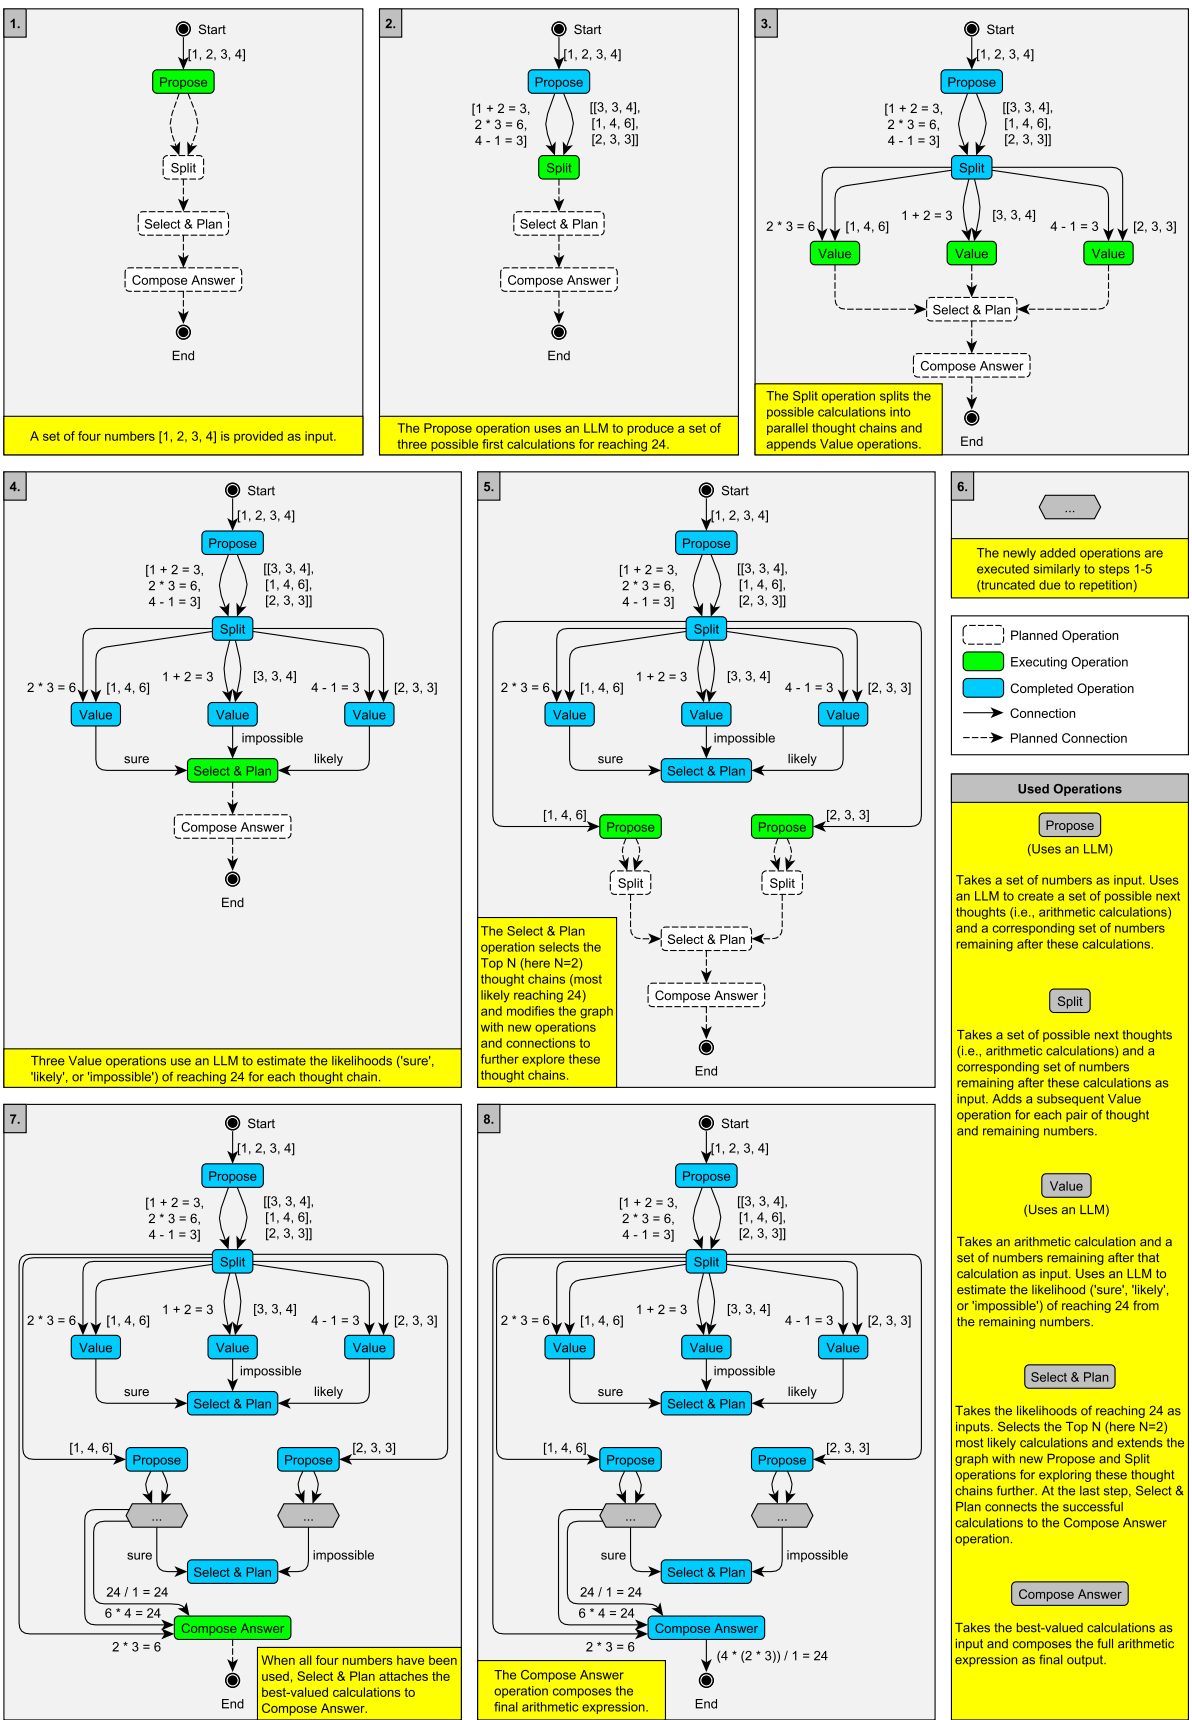 1.
Start
[1, 2, 3, 4]
Propose
Split
Select & Plan
Compose Answer
End
A set of four numbers [1, 2, 3, 4] is provided as input.
2.
Start
[1, 2, 3, 4]
Propose
[1 + 2 = 3,
2 * 3 = 6,
4 - 1 = 3]
[[3, 3, 4],
[1, 4, 6],
[2, 3, 3]]
Split
Select & Plan
Compose Answer
End
The Propose operation uses an LLM to produce a set of
three possible first calculations for reaching 24.
3.
Start
[1, 2, 3, 4]
Propose
[1 + 2 = 3,
2 * 3 = 6,
4 - 1 = 3]
[[3, 3, 4],
[1, 4, 6],
[2, 3, 3]]
Split
2 * 3 = 6
[1, 4, 6]
1 + 2 = 3
[3, 3, 4]
4 - 1 = 3
[2, 3, 3]
Value
Value
Value
Select & Plan
Compose Answer
End
The Split operation splits the
possible calculations into
parallel thought chains and
appends Value operations.
4.
Start
[1, 2, 3, 4]
Propose
[1 + 2 = 3,
2 * 3 = 6,
4 - 1 = 3]
[[3, 3, 4],
[1, 4, 6],
[2, 3, 3]]
Split
2 * 3 = 6
[1, 4, 6]
1 + 2 = 3
[3, 3, 4]
4 - 1 = 3
[2, 3, 3]
Value
Value
Value
impossible
sure
likely
Select & Plan
Compose Answer
End
Three Value operations use an LLM to estimate the likelihoods ('sure',
'likely', or 'impossible') of reaching 24 for each thought chain.
5.
Start
[1, 2, 3, 4]
Propose
[1 + 2 = 3,
2 * 3 = 6,
4 - 1 = 3]
[[3, 3, 4],
[1, 4, 6],
[2, 3, 3]]
Split
2 * 3 = 6
[1, 4, 6]
1 + 2 = 3
[3, 3, 4]
4 - 1 = 3
[2, 3, 3]
Value
Value
Value
impossible
sure
likely
Select & Plan
[1, 4, 6]
[2, 3, 3]
Propose
Propose
Split
Split
Select & Plan
Compose Answer
End
The Select & Plan
operation selects the
Top N (here N=2)
thought chains (most
likely reaching 24)
and modifies the graph
with new operations
and connections to
further explore these
thought chains.
6.
...
The newly added operations are
executed similarly to steps 1-5
(truncated due to repetition)
Planned Operation
Executing Operation
Completed Operation
Connection
Planned Connection
Used Operations
Propose
(Uses an LLM)
Takes a set of numbers as input. Uses
an LLM to create a set of possible next
thoughts (i.e., arithmetic calculations)
and a corresponding set of numbers
remaining after these calculations.
Split
Takes a set of possible next thoughts
(i.e., arithmetic calculations) and a
corresponding set of numbers
remaining after these calculations as
input. Adds a subsequent Value
operation for each pair of thought
and remaining numbers.
Value
(Uses an LLM)
Takes an arithmetic calculation and a
set of numbers remaining after that
calculation as input. Uses an LLM to
estimate the likelihood ('sure', 'likely',
or 'impossible') of reaching 24 from
the remaining numbers.
Select & Plan
Takes the likelihoods of reaching 24 as
inputs. Selects the Top N (here N=2)
most likely calculations and extends the
graph with new Propose and Split
operations for exploring these thought
chains further. At the last step, Select &
Plan connects the successful
calculations to the Compose Answer
operation.
Compose Answer
Takes the best-valued calculations as
input and composes the full arithmetic
expression as final output.
7.
Start
[1, 2, 3, 4]
Propose
[1 + 2 = 3,
2 * 3 = 6,
4 - 1 = 3]
[[3, 3, 4],
[1, 4, 6],
[2, 3, 3]]
Split
2 * 3 = 6
[1, 4, 6]
1 + 2 = 3
[3, 3, 4]
4 - 1 = 3
[2, 3, 3]
Value
Value
Value
impossible
sure
likely
Select & Plan
[1, 4, 6]
[2, 3, 3]
Propose
Propose
...
...
sure
impossible
Select & Plan
24 / 1 = 24
6 * 4 = 24
2 * 3 = 6
Compose Answer
End
When all four numbers have been
used, Select & Plan attaches the
best-valued calculations to
Compose Answer.
8.
Start
[1, 2, 3, 4]
Propose
[1 + 2 = 3,
2 * 3 = 6,
4 - 1 = 3]
[[3, 3, 4],
[1, 4, 6],
[2, 3, 3]]
Split
2 * 3 = 6
[1, 4, 6]
1 + 2 = 3
[3, 3, 4]
4 - 1 = 3
[2, 3, 3]
Value
Value
Value
impossible
sure
likely
Select & Plan
[1, 4, 6]
[2, 3, 3]
Propose
Propose
...
...
sure
impossible
Select & Plan
24 / 1 = 24
6 * 4 = 24
2 * 3 = 6
Compose Answer
(4 * (2 * 3)) / 1 = 24
End
The Compose Answer
operation composes the
final arithmetic expression.